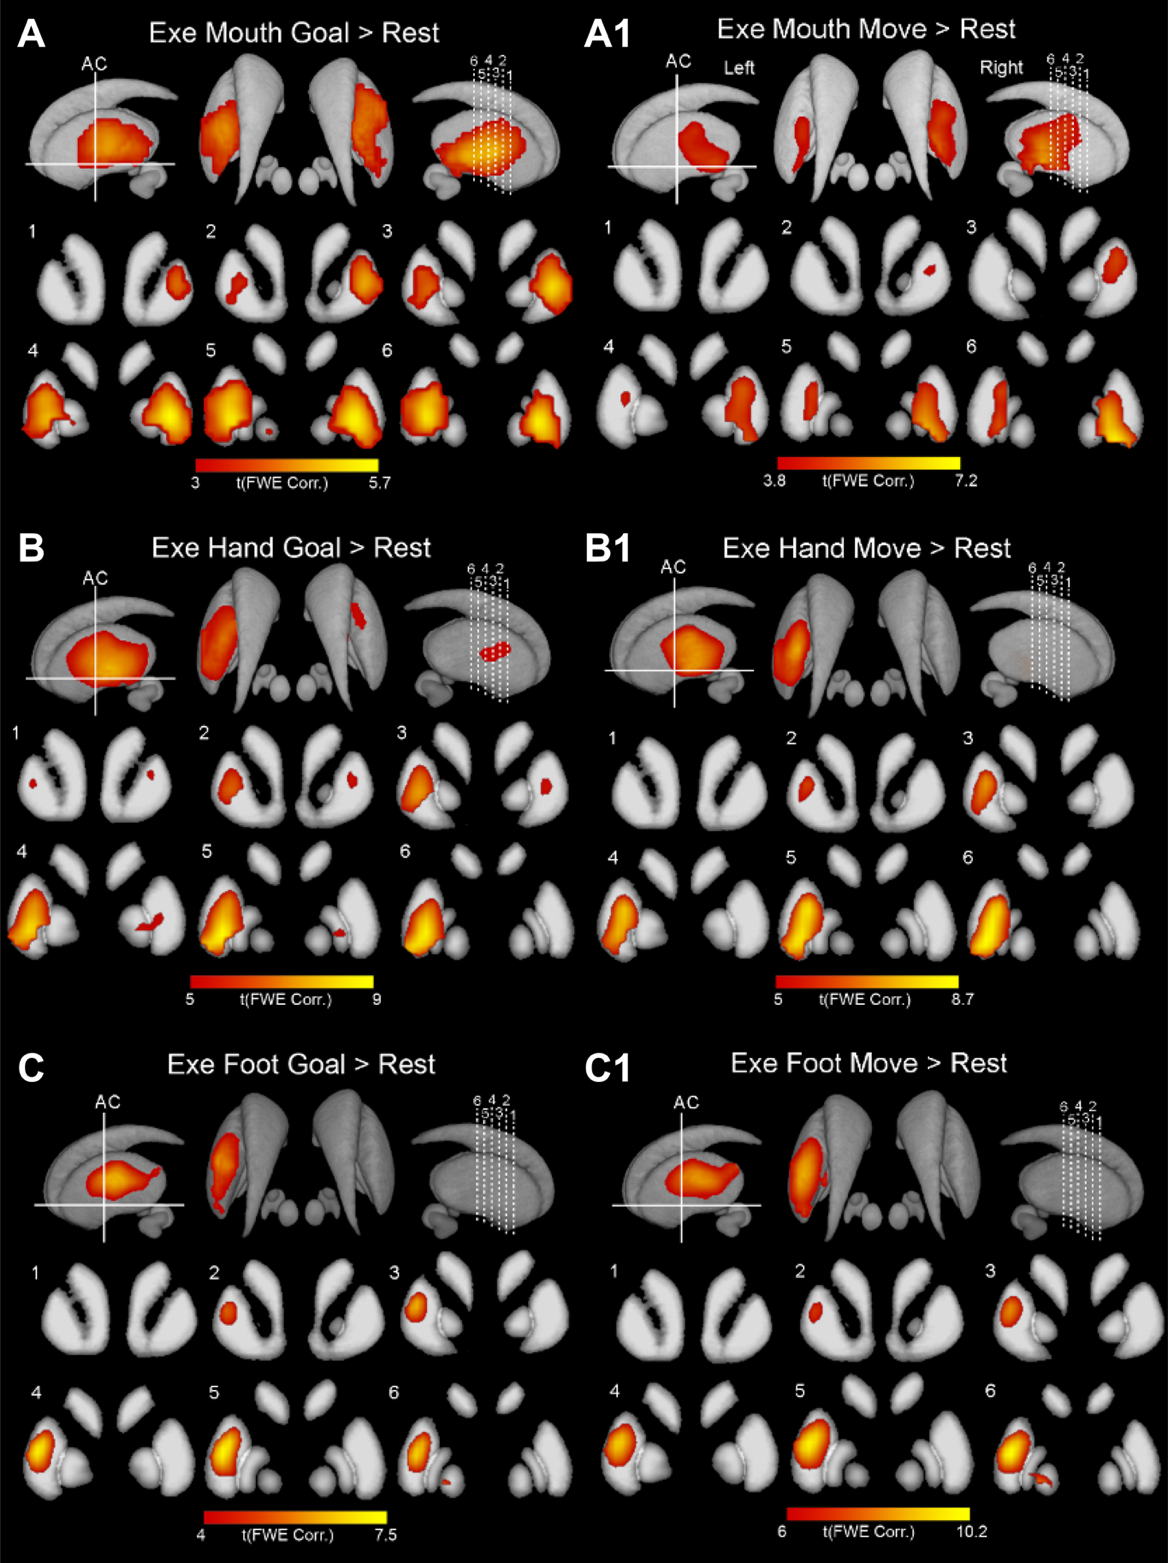 A
Exe Mouth Goal > Rest
AC
6 4 2
5 3 1
1
2
3
4
5
6
3 t(FWE Corr.) 5.7
A1
Exe Mouth Move > Rest
AC
Left
Right
6 4 2
5 3 1
1
2
3
4
5
6
3.8 t(FWE Corr.) 7.2
B
Exe Hand Goal > Rest
AC
6 4 2
5 3 1
1
2
3
4
5
6
5 t(FWE Corr.) 9
B1
Exe Hand Move > Rest
AC
6 4 2
5 3 1
1
2
3
4
5
6
5 t(FWE Corr.) 8.7
C
Exe Foot Goal > Rest
AC
6 4 2
5 3 1
1
2
3
4
5
6
4 t(FWE Corr.) 7.5
C1
Exe Foot Move > Rest
AC
6 4 2
5 3 1
1
2
3
4
5
6
6 t(FWE Corr.) 10.2